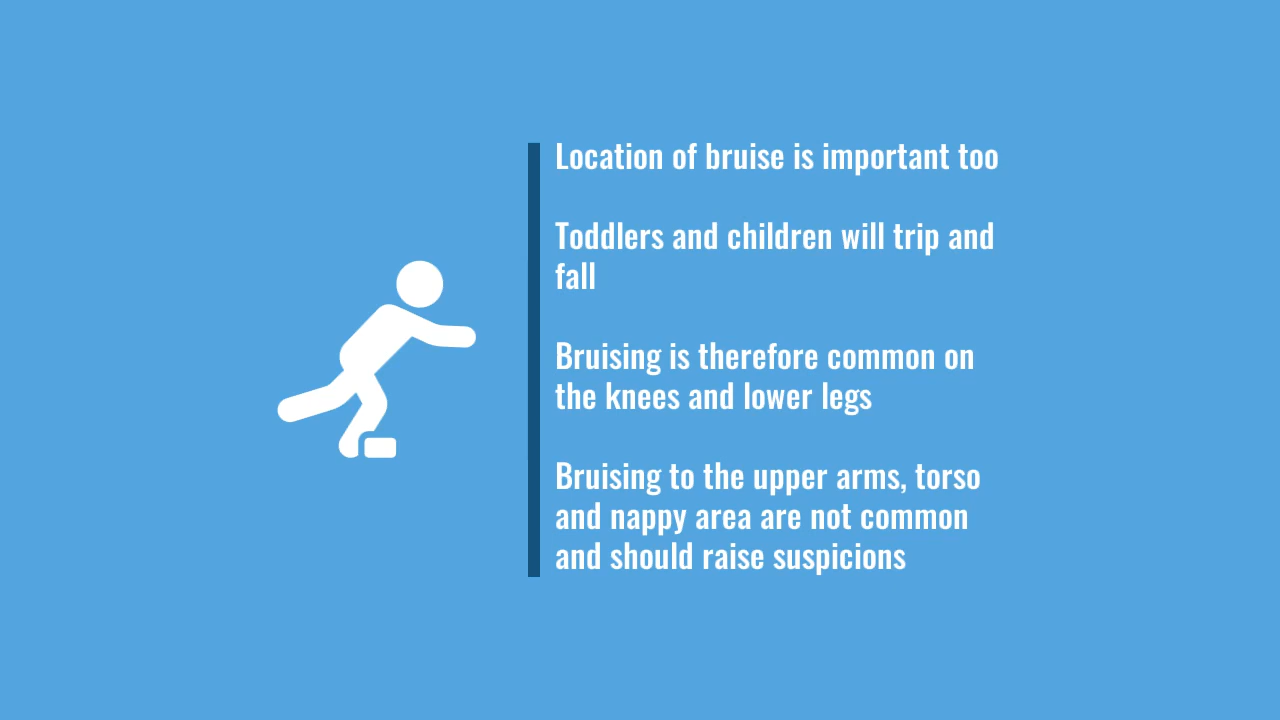 Location of bruise is important too
Toddlers and children will trip and
fall
Bruising is therefore common on
the knees and lower legs
Bruising to the upper arms, torso
and nappy area are not common
and should raise suspicions